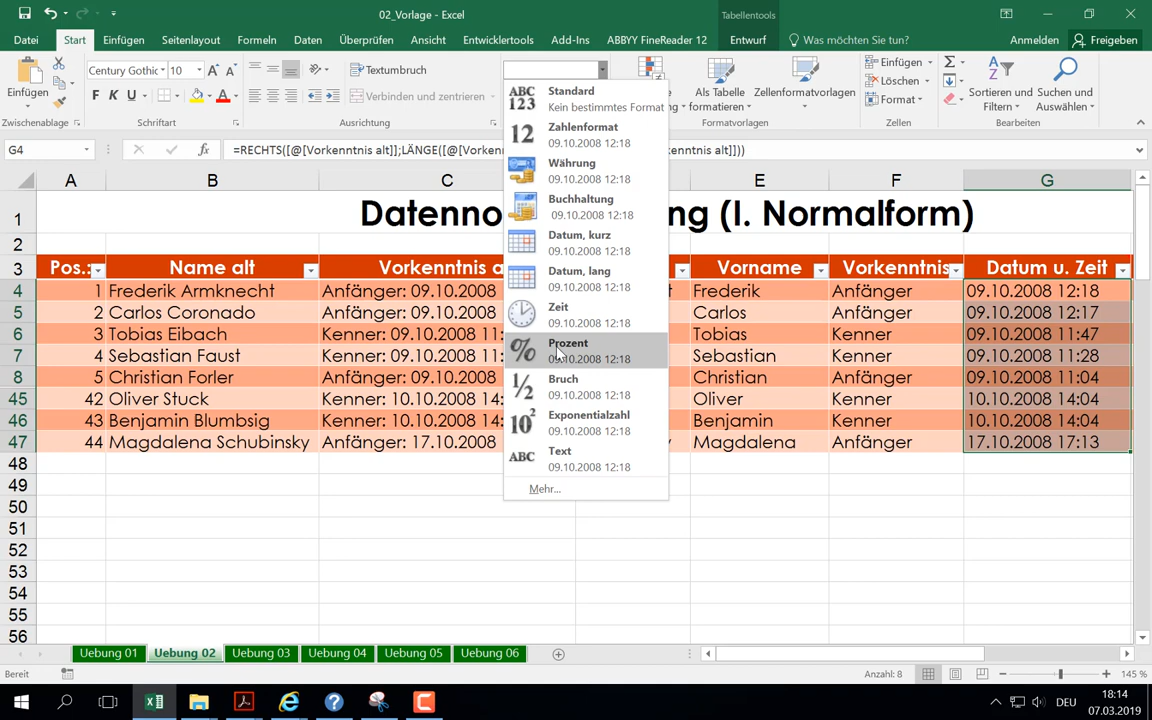 02_Vorlage - Excel
Tabellentools
Datei Start Einfügen Seitenlayout Formeln Daten Überprüfen Ansicht Entwicklertools Add-Ins ABBYY FineReader 12 Entwurf Was möchten Sie tun? Anmelden Freigeben
Einfügen
Century Gothic 10
F K U
Zwischenablage
Schriftart
Textumbruch
Verbinden und zentrieren
Ausrichtung
Als Tabelle formatieren
Zellenformatvorlagen
Formatvorlagen
Einfügen
Löschen
Format
Zellen
Sortieren und Filtern
Suchen und Auswählen
Bearbeiten
ABC 123 Standard
Kein bestimmtes Format
12 Zahlenformat
09.10.2008 12:18
Währung
09.10.2008 12:18
Buchhaltung
09.10.2008 12:18
Datum, kurz
09.10.2008 12:18
Datum, lang
09.10.2008 12:18
Zeit
09.10.2008 12:18
% Prozent
09.10.2008 12:18
1/2 Bruch
09.10.2008 12:18
10² Exponentialzahl
09.10.2008 12:18
ABC Text
09.10.2008 12:18
Mehr...
G4 fx =RECHTS([@[Vorkenntnis alt]];LÄNGE([@[Vorken nntnis alt]]))
A B C E F G
1 Datenno ng (I. Normalform)
2
3 Pos.: Name alt Vorkenntnis a Vorname Vorkenntnis Datum u. Zeit
4 1 Frederik Armknecht Anfänger: 09.10.2008 t Frederik Anfänger 09.10.2008 12:18
5 2 Carlos Coronado Anfänger: 09.10.2008 Carlos Anfänger 09.10.2008 12:17
6 3 Tobias Eibach Kenner: 09.10.2008 11: Tobias Kenner 09.10.2008 11:47
7 4 Sebastian Faust Kenner: 09.10.2008 11: Sebastian Kenner 09.10.2008 11:28
8 5 Christian Forler Anfänger: 09.10.2008 Christian Anfänger 09.10.2008 11:04
45 42 Oliver Stuck Kenner: 10.10.2008 14: Oliver Kenner 10.10.2008 14:04
46 43 Benjamin Blumbsig Kenner: 10.10.2008 14: Benjamin Kenner 10.10.2008 14:04
47 44 Magdalena Schubinsky Anfänger: 17.10.2008 y Magdalena Anfänger 17.10.2008 17:13
48
49
50
51
52
53
54
55
56
Uebung 01 Uebung 02 Uebung 03 Uebung 04 Uebung 05 Uebung 06
Bereit Anzahl: 8 145 %
DEU 18:14
07.03.2019